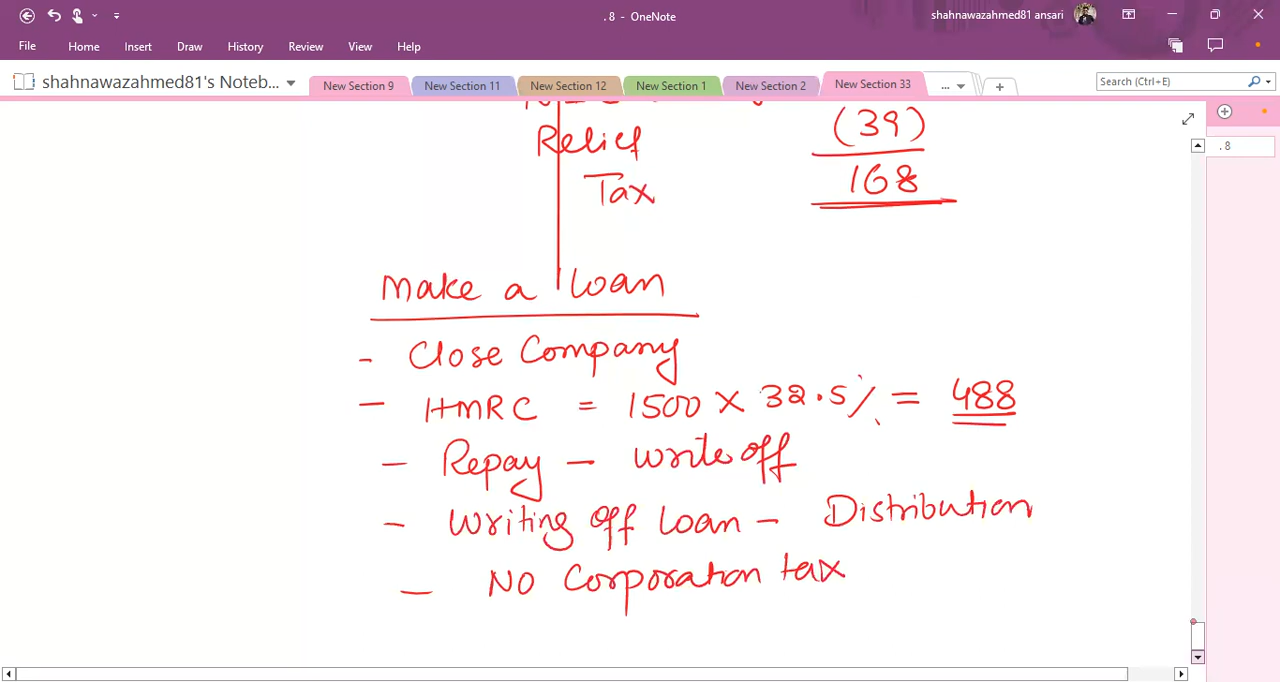 . 8 - OneNote
shahnawazahmed81 ansari
File Home Insert Draw History Review View Help
shahnawazahmed81's Noteb...
New Section 9 New Section 11 New Section 12 New Section 1 New Section 2 New Section 33 ...
Search (Ctrl+E)
. 8
Relief (39)
Tax 168
Make a loan
- Close Company
- HMRC = 1500 x 32.5% = 488
- Repay - write off
- Writing off loan - Distribution
- NO Corporation tax